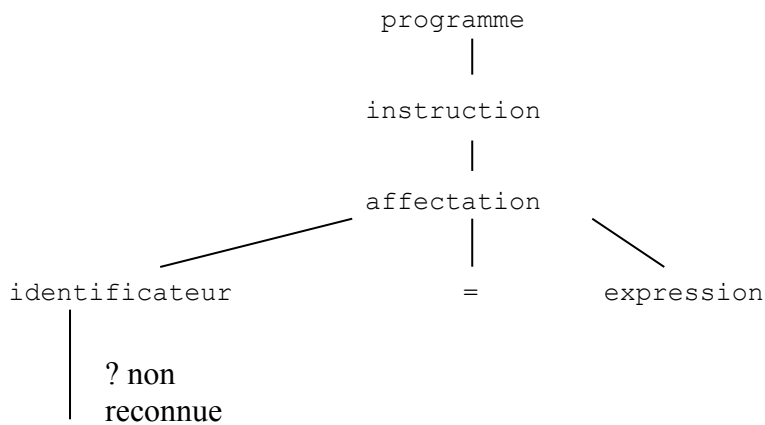 programme
instruction
affectation
identificateur = expression
? non
reconnue